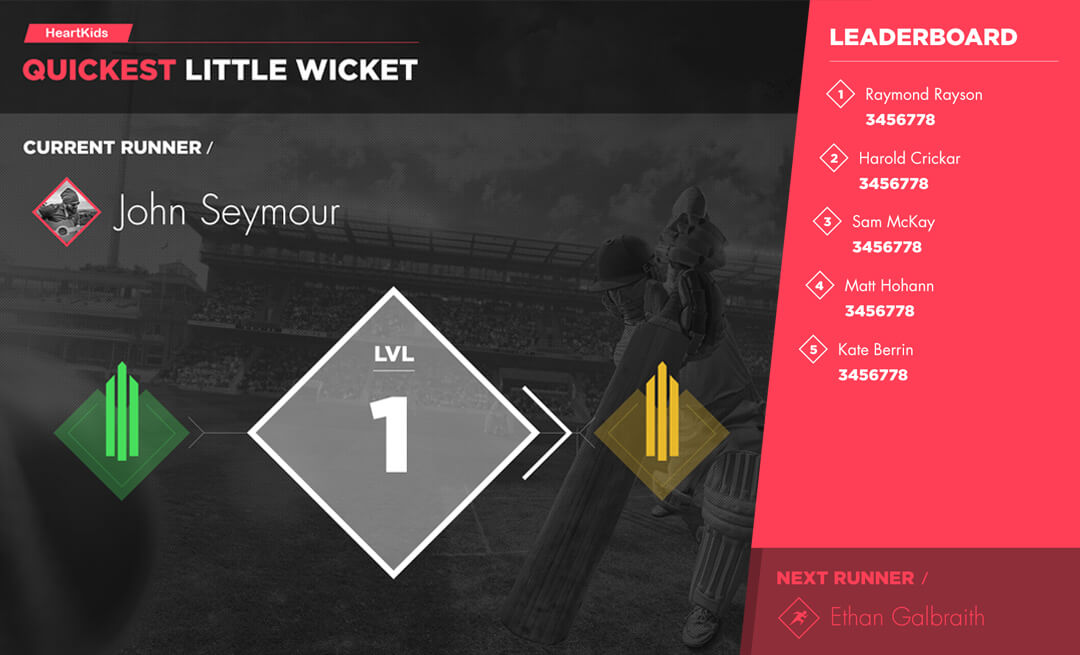 HeartKids
QUICKEST LITTLE WICKET
CURRENT RUNNER /
John Seymour
LVL
1
LEADERBOARD
1 Raymond Rayson
3456778
2 Harold Crickar
3456778
3 Sam McKay
3456778
4 Matt Hohann
3456778
5 Kate Berrin
3456778
NEXT RUNNER /
Ethan Galbraith